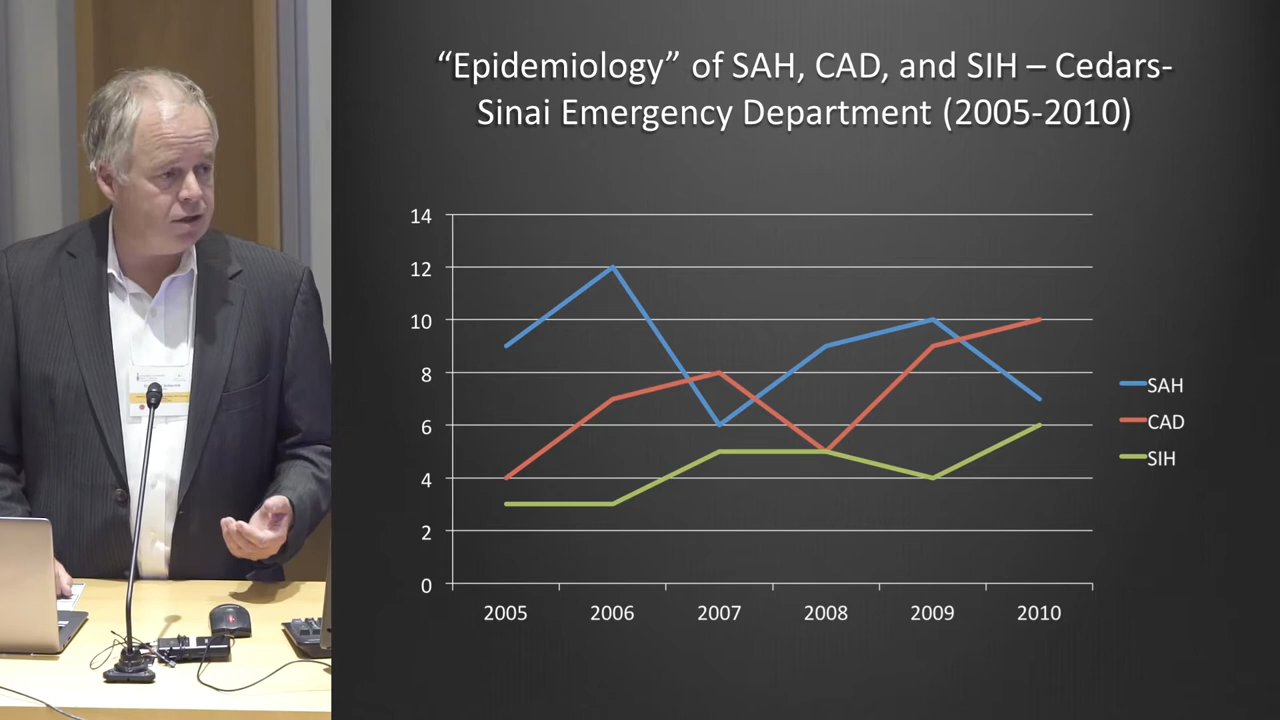 “Epidemiology” of SAH, CAD, and SIH – Cedars-
Sinai Emergency Department (2005-2010)
14
12
10
8
6
4
2
0
2005
2006
2007
2008
2009
2010
SAH
CAD
SIH